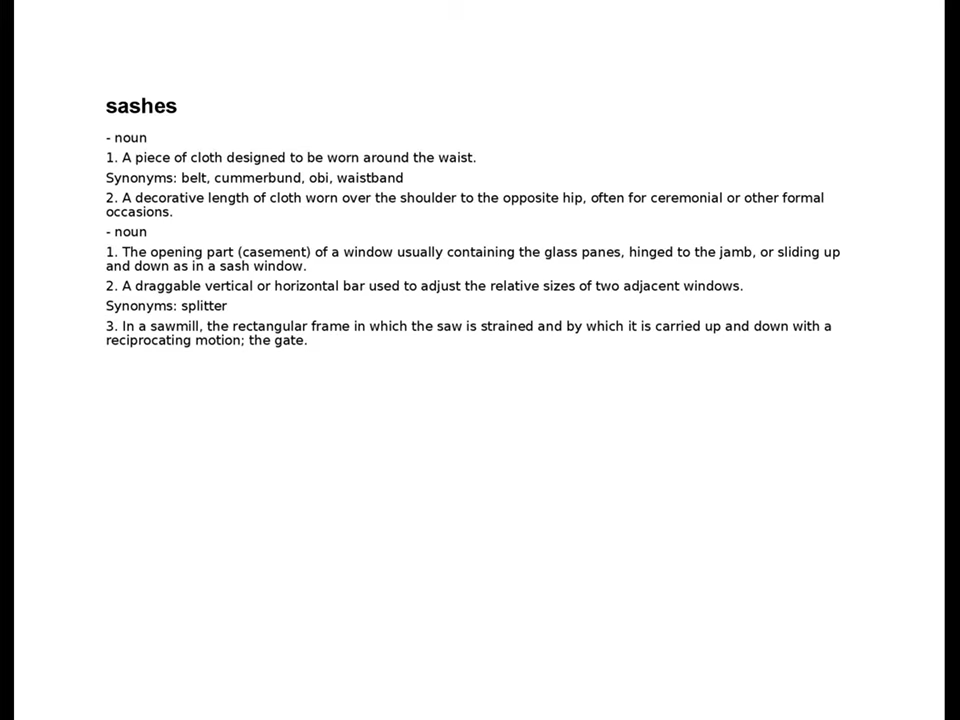 sashes
- noun
1. A piece of cloth designed to be worn around the waist.
Synonyms: belt, cummerbund, obi, waistband
2. A decorative length of cloth worn over the shoulder to the opposite hip, often for ceremonial or other formal
occasions.
- noun
1. The opening part (casement) of a window usually containing the glass panes, hinged to the jamb, or sliding up
and down as in a sash window.
2. A draggable vertical or horizontal bar used to adjust the relative sizes of two adjacent windows.
Synonyms: splitter
3. In a sawmill, the rectangular frame in which the saw is strained and by which it is carried up and down with a
reciprocating motion; the gate.